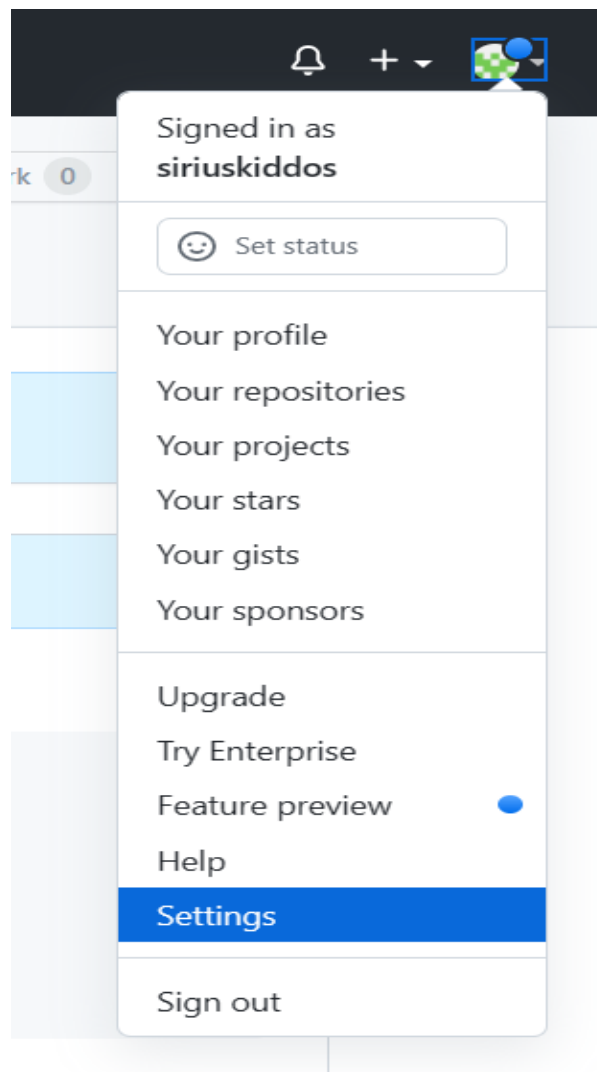 Signed in as
siriuskiddos
rk 0
Set status
Your profile
Your repositories
Your projects
Your stars
Your gists
Your sponsors
Upgrade
Try Enterprise
Feature preview
Help
Settings
Sign out